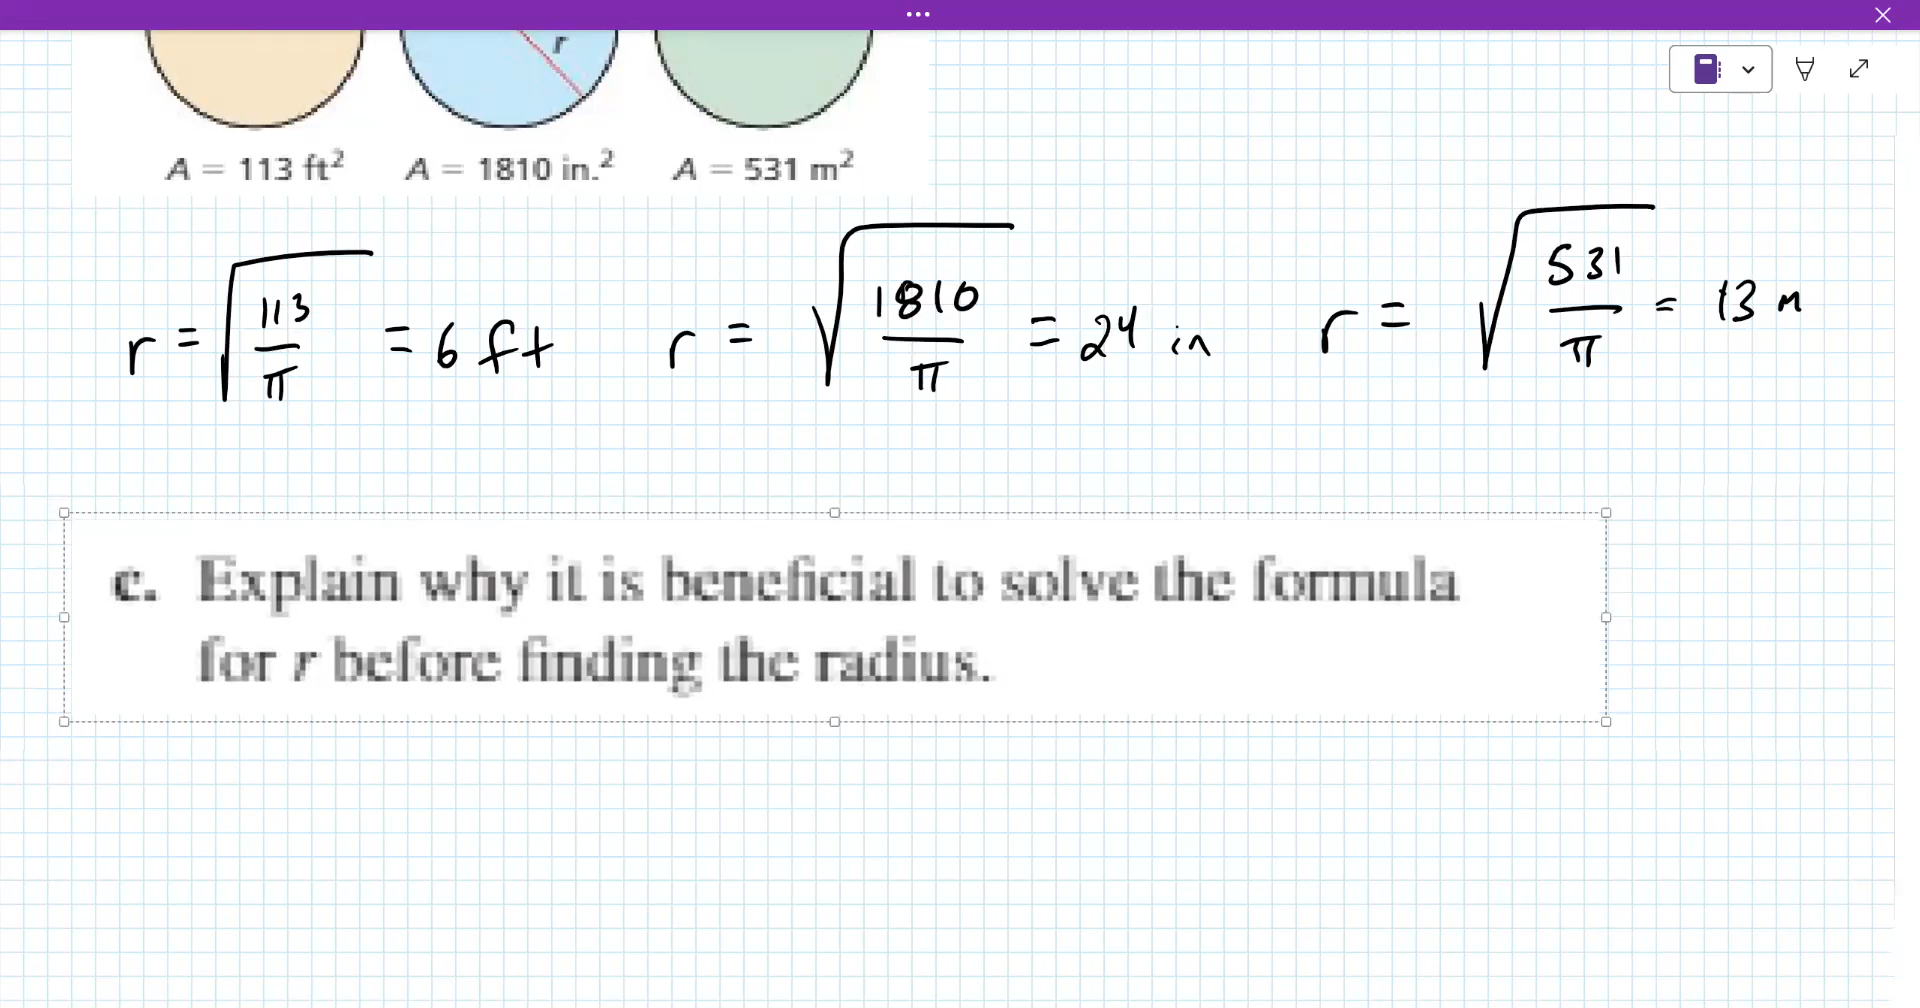 r
A = 113 ft² A = 1810 in.² A = 531 m²
r = √(113/π) = 6 ft r = √(1810/π) = 24 in r = √(531/π) = 13 m
c. Explain why it is beneficial to solve the formula
for r before finding the radius.